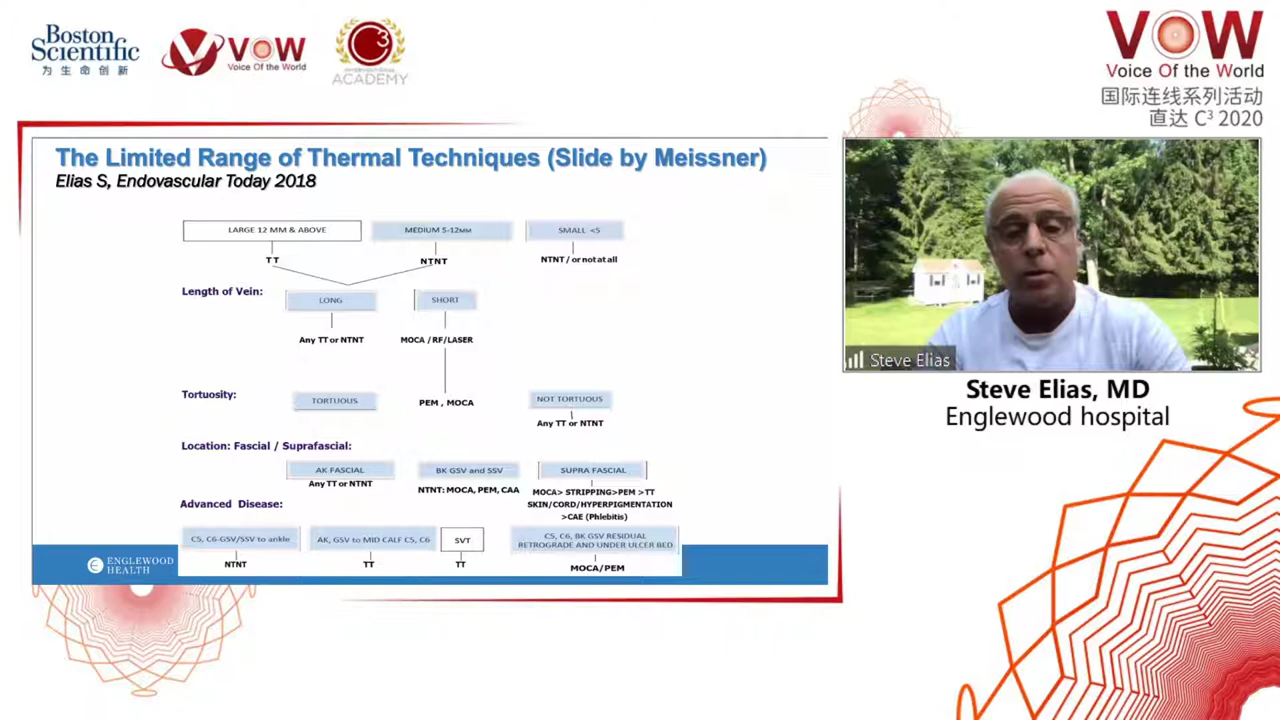 Boston
Scientific
为 生 命 创 新
VOW
Voice Of the World
C3
INTERVENTIONAL
ACADEMY
VOW
Voice Of the World
国际连线系列活动
直达 C³ 2020
The Limited Range of Thermal Techniques (Slide by Meissner)
Elias S, Endovascular Today 2018
LARGE 12 MM & ABOVE
MEDIUM 5-12MM
SMALL <5
TT
NTNT
NTNT / or not at all
Length of Vein:
LONG
SHORT
Any TT or NTNT
MOCA /RF/LASER
Tortuosity:
TORTUOUS
PEM , MOCA
NOT TORTUOUS
Any TT or NTNT
Location: Fascial / Suprafascial:
AK FASCIAL
BK GSV and SSV
SUPRA FASCIAL
Any TT or NTNT
NTNT: MOCA, PEM, CAA
MOCA> STRIPPING>PEM >TT
SKIN/CORD/HYPERPIGMENTATION
>CAE (Phlebitis)
Advanced Disease:
C5, C6-GSV/SSV to ankle
AK, GSV to MID CALF C5, C6
SVT
C5, C6, BK GSV RESIDUAL
RETROGRADE AND UNDER ULCER BED
NTNT
TT
TT
MOCA/PEM
ENGLEWOOD
HEALTH
Steve Elias
Steve Elias, MD
Englewood hospital